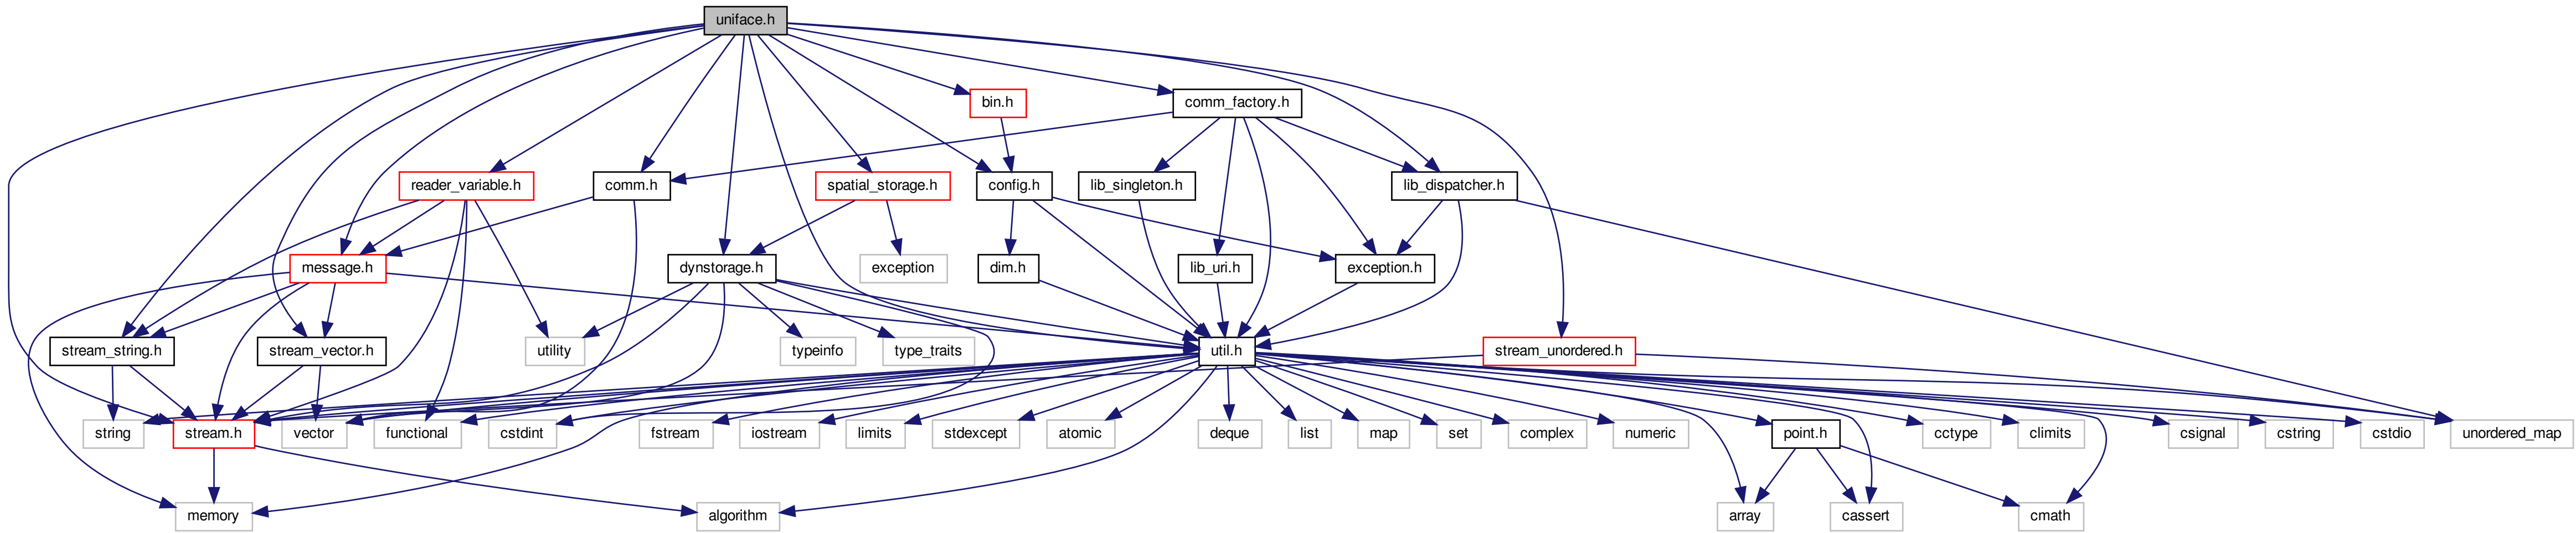 uniface.h
bin.h
comm_factory.h
reader_variable.h
comm.h
spatial_storage.h
config.h
lib_singleton.h
lib_dispatcher.h
message.h
dynstorage.h
exception
dim.h
lib_uri.h
exception.h
stream_string.h
stream_vector.h
utility
typeinfo
type_traits
util.h
stream_unordered.h
string
stream.h
vector
functional
cstdint
fstream
iostream
limits
stdexcept
atomic
deque
list
map
set
complex
numeric
point.h
cctype
climits
csignal
cstring
cstdio
unordered_map
memory
algorithm
array
cassert
cmath